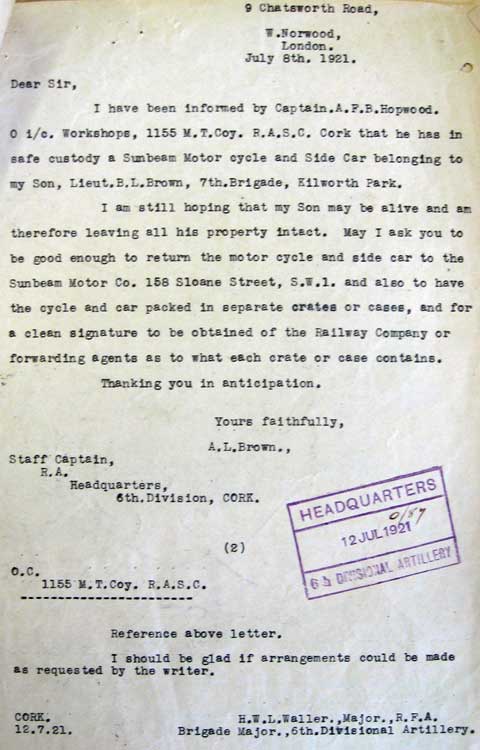 9 Chatsworth Road,
W.Norwood,
London.
July 8th. 1921.
Dear Sir,
I have been informed by Captain.A.F.B.Hopwood.
O i/c. Workshops, 1155 M.T.Coy. R.A.S.C. Cork that he has in
safe custody a Sunbeam Motor cycle and Side Car belonging to
my Son, Lieut.B.L.Brown, 7th.Brigade, Kilworth Park.
I am still hoping that my Son may be alive and am
therefore leaving all his property intact. May I ask you to
be good enough to return the motor cycle and side car to the
Sunbeam Motor Co. 158 Sloane Street, S.W.1. and also to have
the cycle and car packed in separate crates or cases, and for
a clean signature to be obtained of the Railway Company or
forwarding agents as to what each crate or case contains.
Thanking you in anticipation.
Yours faithfully,
A.L.Brown.,
Staff Captain,
R.A.
Headquarters,
6th.Division, CORK.
HEADQUARTERS
0/87
12 JUL 1921
6th DIVISIONAL ARTILLERY
(2)
O.C.
1155 M.T.Coy. R.A.S.C.
------------------------
Reference above letter.
I should be glad if arrangements could be made
as requested by the writer.
CORK.
12.7.21.
H.W.L.Waller.,Major.,R.F.A.
Brigade Major.,6th.Divisional Artillery.